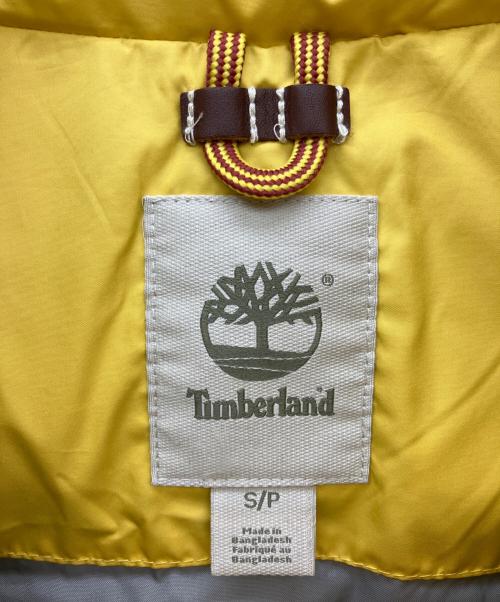 ®
Timberland
S/P
Made in
Bangladesh
Fabriqué au
Bangladesh